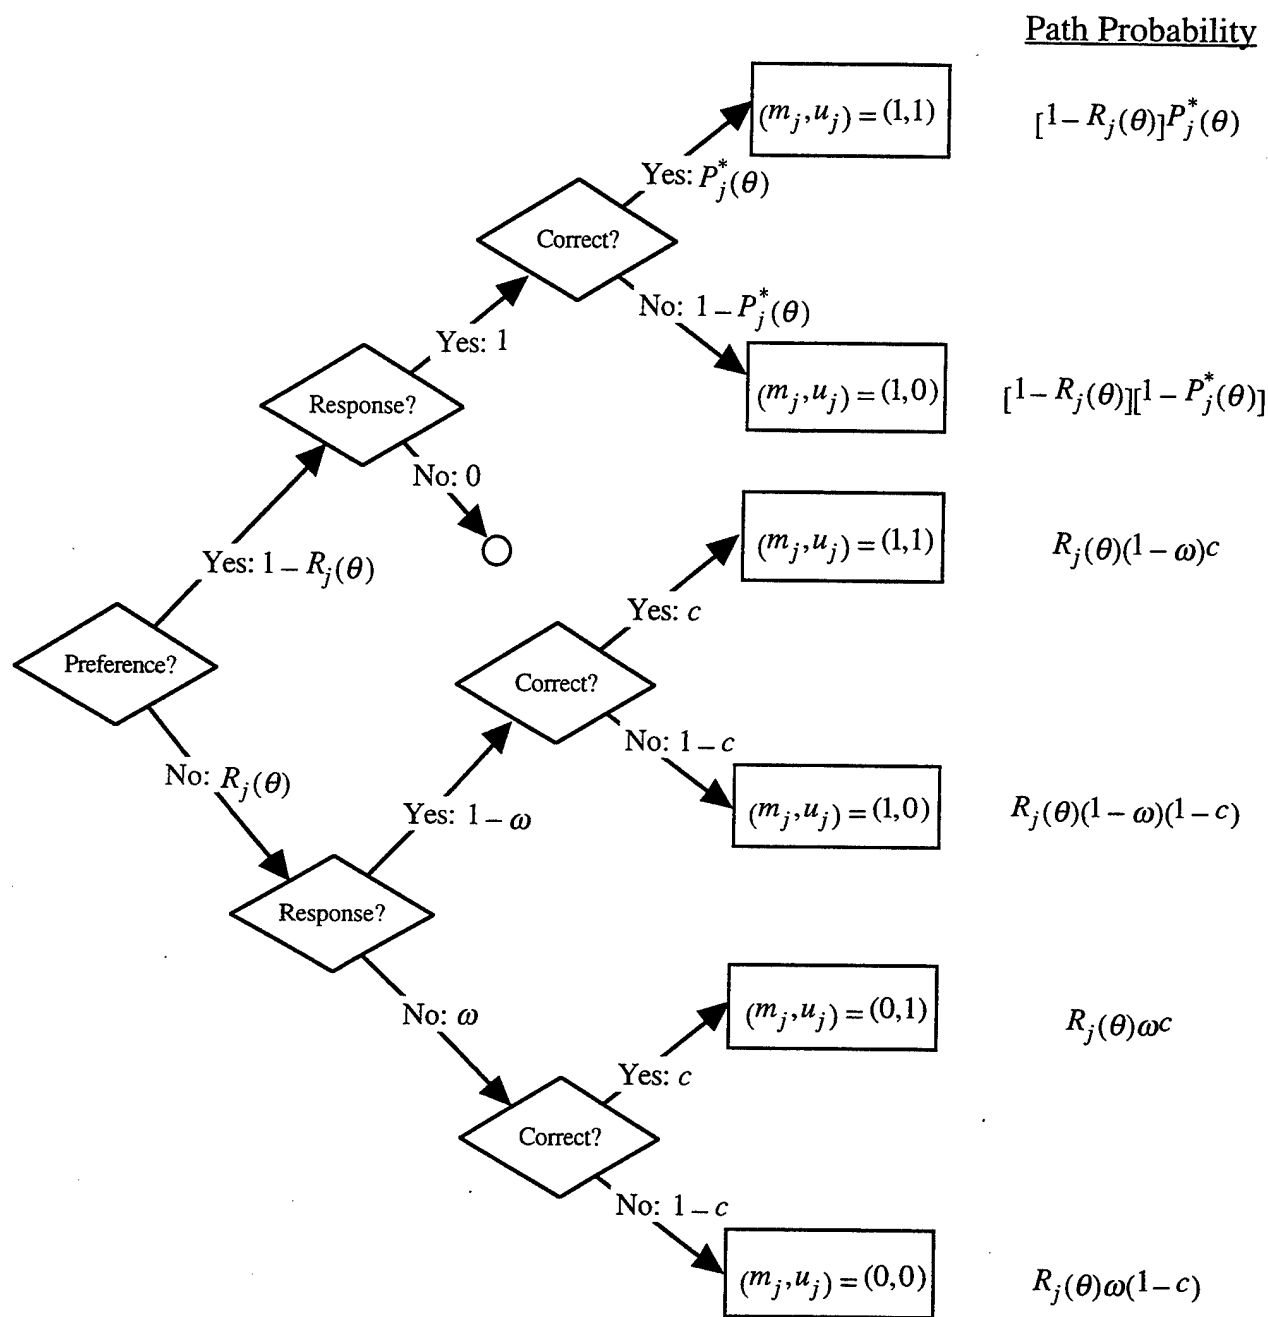 Path Probability
(m_j, u_j) = (1,1)
[1 – R_j(θ)]P*_j(θ)
Yes: P*_j(θ)
Correct?
No: 1 – P*_j(θ)
Yes: 1
(m_j, u_j) = (1,0)
[1 – R_j(θ)][1 – P*_j(θ)]
Response?
No: 0
(m_j, u_j) = (1,1)
R_j(θ)(1 – ω)c
Yes: 1 – R_j(θ)
Yes: c
Preference?
Correct?
No: 1 – c
No: R_j(θ)
Yes: 1 – ω
(m_j, u_j) = (1,0)
R_j(θ)(1 – ω)(1 – c)
Response?
No: ω
(m_j, u_j) = (0,1)
R_j(θ)ωc
Yes: c
Correct?
No: 1 – c
(m_j, u_j) = (0,0)
R_j(θ)ω(1 – c)